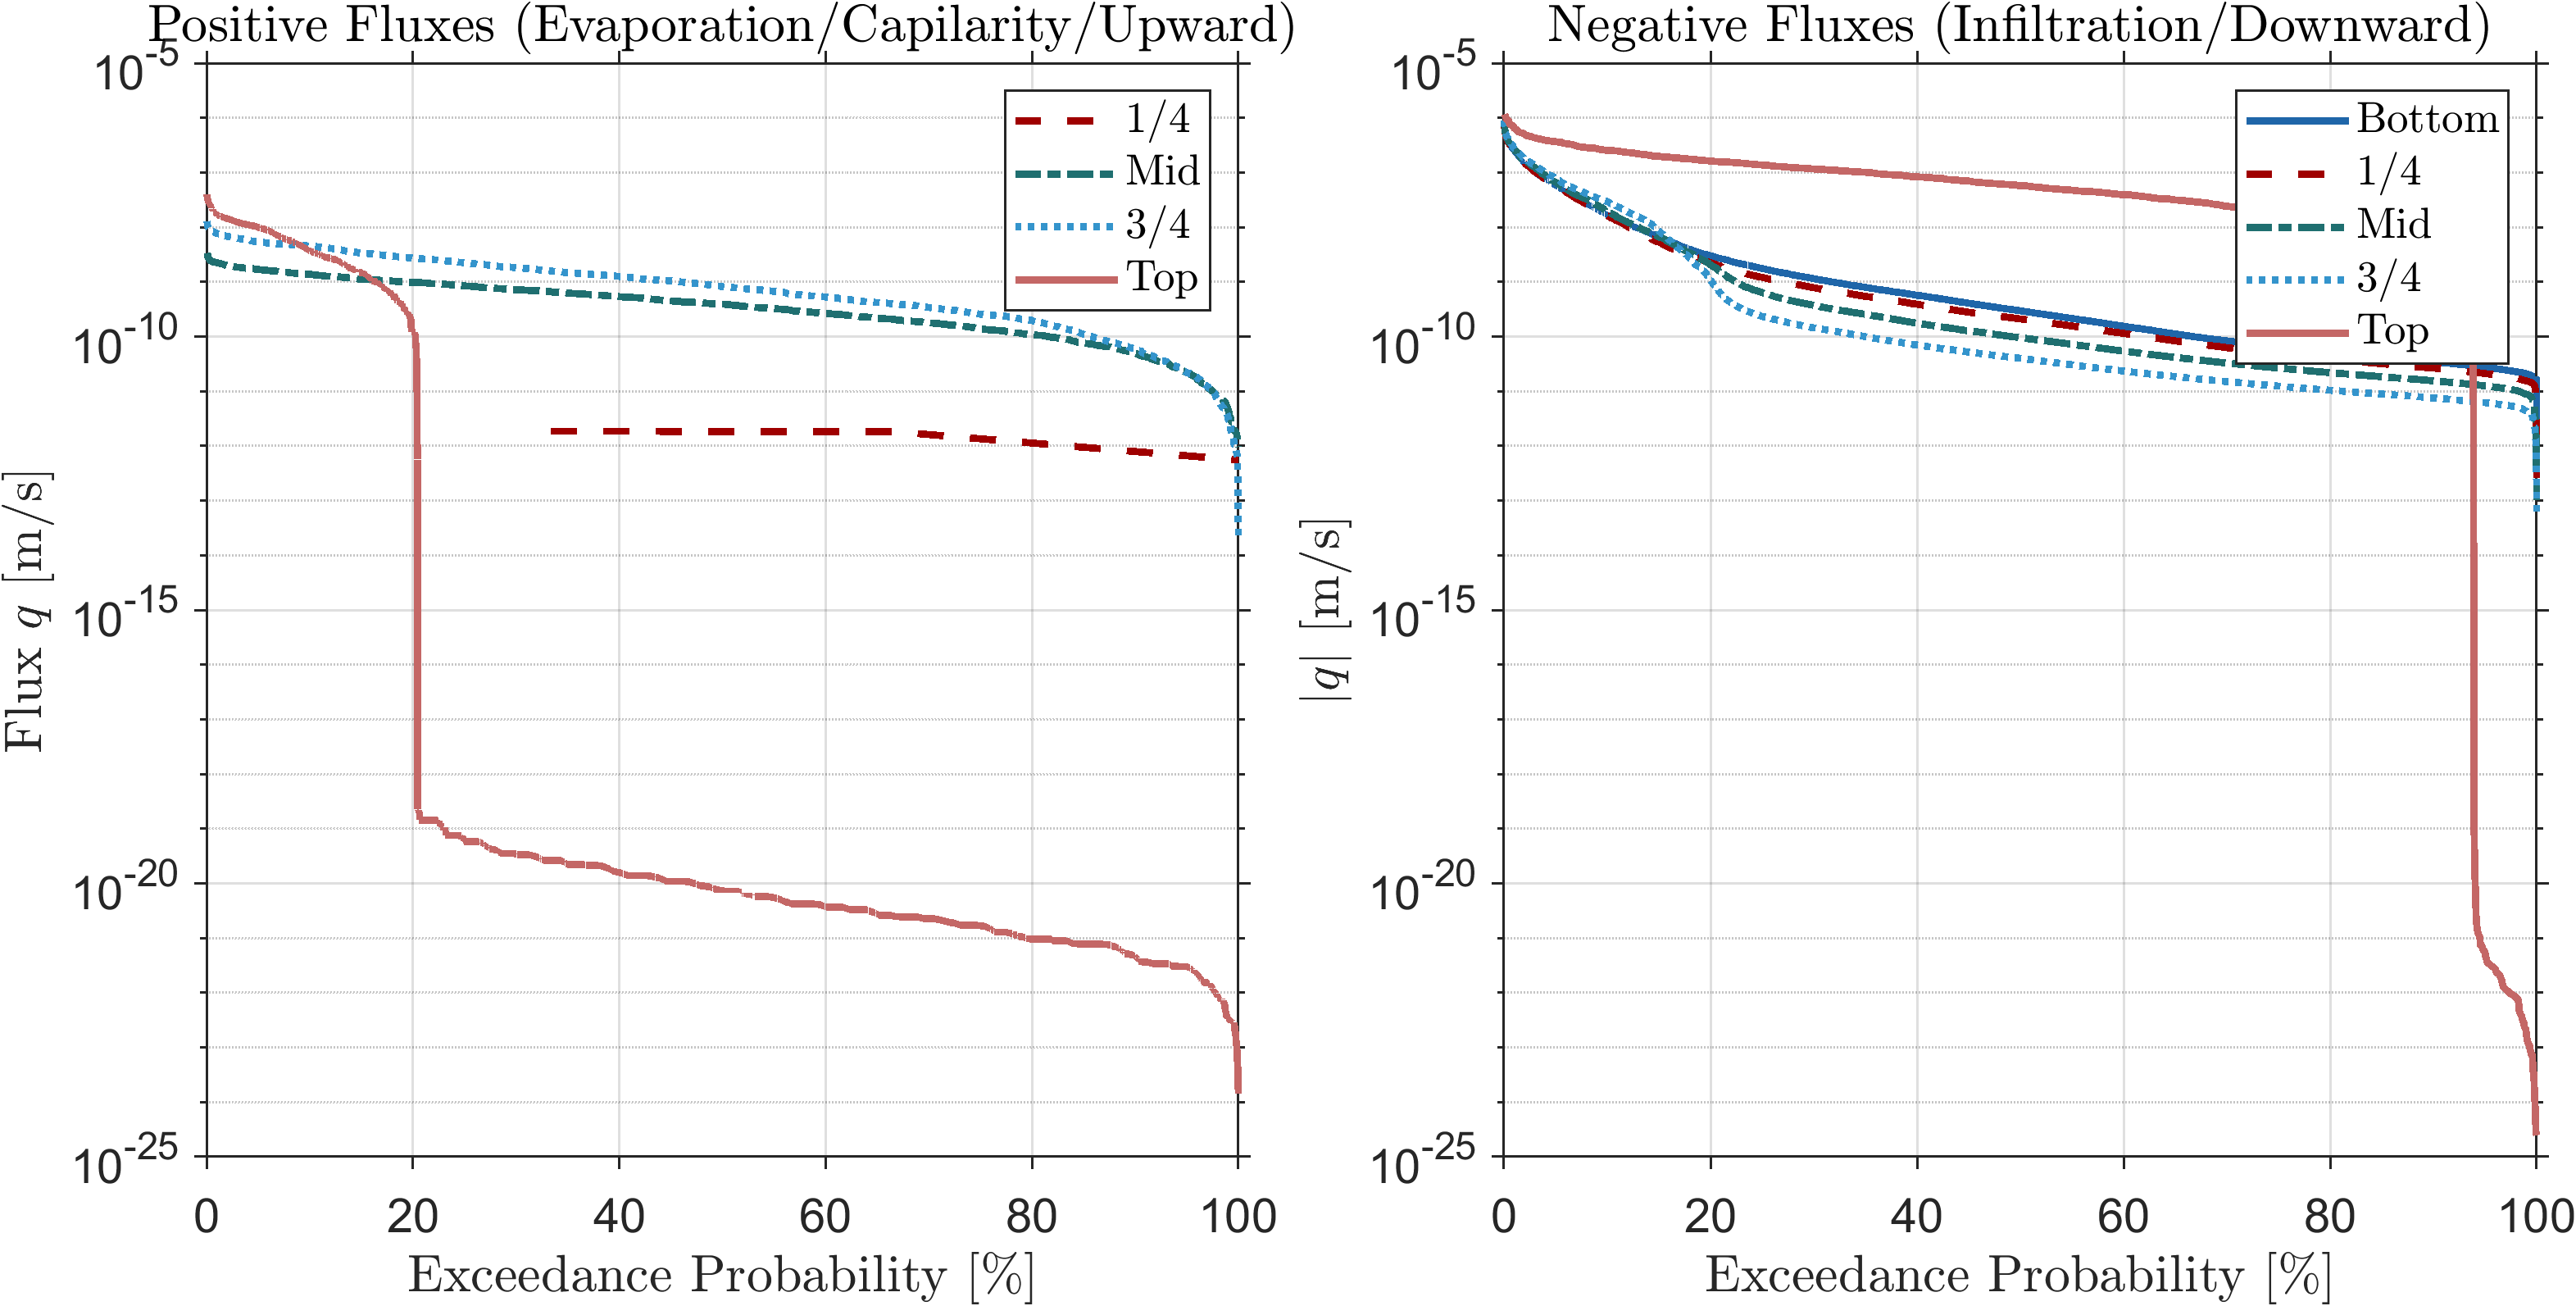 Positive Fluxes (Evaporation/Capilarity/Upward)
10^-5
10^-10
10^-15
10^-20
10^-25
Flux q [m/s]
0 20 40 60 80 100
Exceedance Probability [%]
1/4
Mid
3/4
Top
Negative Fluxes (Infiltration/Downward)
10^-5
10^-10
10^-15
10^-20
10^-25
|q| [m/s]
0 20 40 60 80 100
Exceedance Probability [%]
Bottom
1/4
Mid
3/4
Top